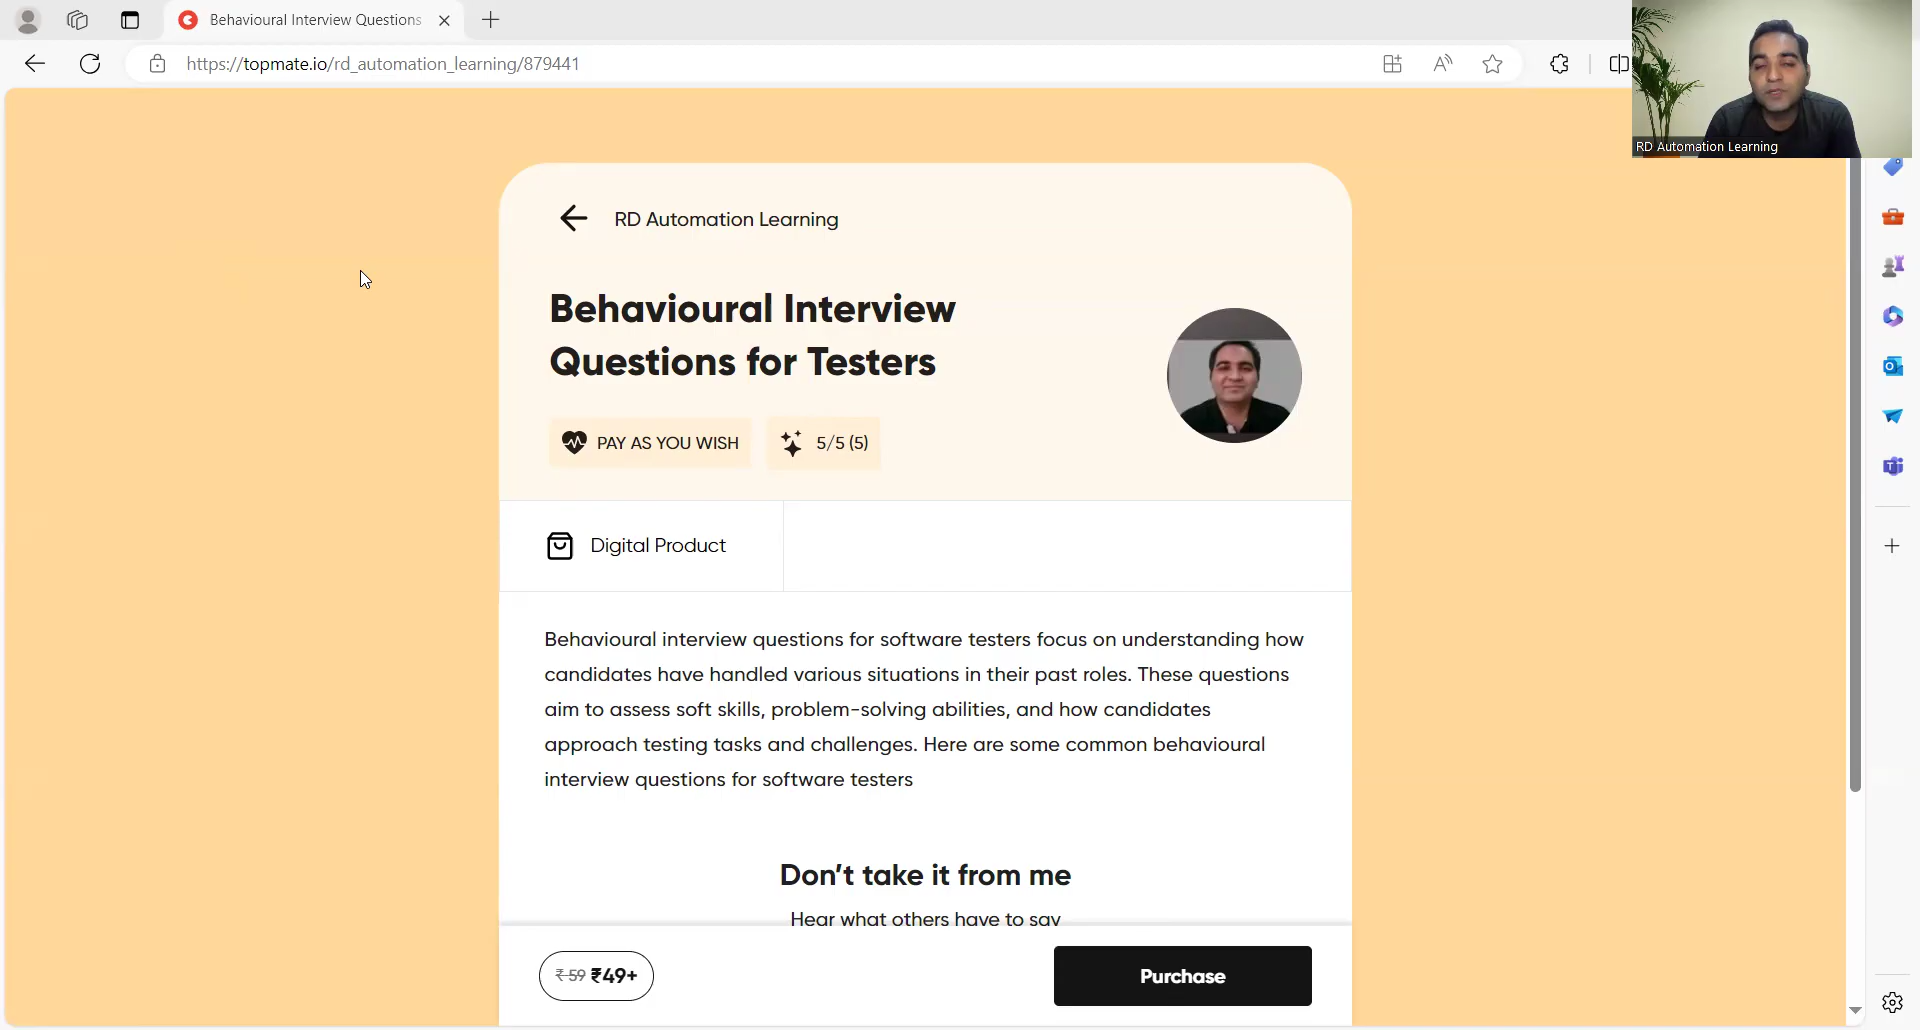 Behavioural Interview Questions
https://topmate.io/rd_automation_learning/879441
RD Automation Learning
RD Automation Learning
Behavioural Interview
Questions for Testers
PAY AS YOU WISH
5/5 (5)
Digital Product
Behavioural interview questions for software testers focus on understanding how
candidates have handled various situations in their past roles. These questions
aim to assess soft skills, problem-solving abilities, and how candidates
approach testing tasks and challenges. Here are some common behavioural
interview questions for software testers
Don't take it from me
Hear what others have to say
₹ 59 ₹49+
Purchase